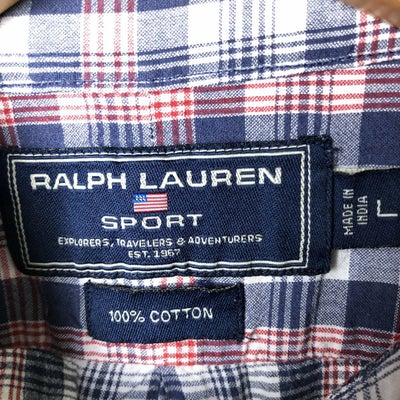 RALPH LAUREN
SPORT
EXPLORERS, TRAVELERS & ADVENTURERS
EST. 1967
MADE IN
INDIA
L
100% COTTON